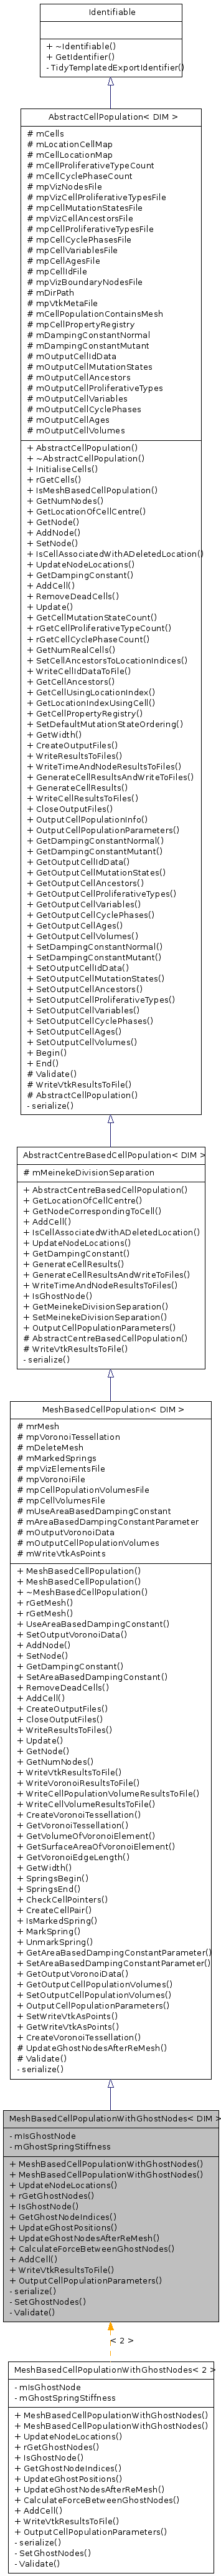 Identifiable
+ ~Identifiable()
+ GetIdentifier()
- TidyTemplatedExportIdentifier()
AbstractCellPopulation< DIM >
# mCells
# mLocationCellMap
# mCellLocationMap
# mCellProliferativeTypeCount
# mCellCyclePhaseCount
# mpVizNodesFile
# mpVizCellProliferativeTypesFile
# mpCellMutationStatesFile
# mpVizCellAncestorsFile
# mpCellProliferativeTypesFile
# mpCellCyclePhasesFile
# mpCellVariablesFile
# mpCellAgesFile
# mpCellIdFile
# mpVizBoundaryNodesFile
# mDirPath
# mpVtkMetaFile
# mCellPopulationContainsMesh
# mpCellPropertyRegistry
# mDampingConstantNormal
# mDampingConstantMutant
# mOutputCellIdData
# mOutputCellMutationStates
# mOutputCellAncestors
# mOutputCellProliferativeTypes
# mOutputCellVariables
# mOutputCellCyclePhases
# mOutputCellAges
# mOutputCellVolumes
+ AbstractCellPopulation()
+ ~AbstractCellPopulation()
+ InitialiseCells()
+ rGetCells()
+ IsMeshBasedCellPopulation()
+ GetNumNodes()
+ GetLocationOfCellCentre()
+ GetNode()
+ AddNode()
+ SetNode()
+ IsCellAssociatedWithADeletedLocation()
+ UpdateNodeLocations()
+ GetDampingConstant()
+ AddCell()
+ RemoveDeadCells()
+ Update()
+ GetCellMutationStateCount()
+ rGetCellProliferativeTypeCount()
+ rGetCellCyclePhaseCount()
+ GetNumRealCells()
+ SetCellAncestorsToLocationIndices()
+ WriteCellIdDataToFile()
+ GetCellAncestors()
+ GetCellUsingLocationIndex()
+ GetLocationIndexUsingCell()
+ GetCellPropertyRegistry()
+ SetDefaultMutationStateOrdering()
+ GetWidth()
+ CreateOutputFiles()
+ WriteResultsToFiles()
+ WriteTimeAndNodeResultsToFiles()
+ GenerateCellResultsAndWriteToFiles()
+ GenerateCellResults()
+ WriteCellResultsToFiles()
+ CloseOutputFiles()
+ OutputCellPopulationInfo()
+ OutputCellPopulationParameters()
+ GetDampingConstantNormal()
+ GetDampingConstantMutant()
+ GetOutputCellIdData()
+ GetOutputCellMutationStates()
+ GetOutputCellAncestors()
+ GetOutputCellProliferativeTypes()
+ GetOutputCellVariables()
+ GetOutputCellCyclePhases()
+ GetOutputCellAges()
+ GetOutputCellVolumes()
+ SetDampingConstantNormal()
+ SetDampingConstantMutant()
+ SetOutputCellIdData()
+ SetOutputCellMutationStates()
+ SetOutputCellAncestors()
+ SetOutputCellProliferativeTypes()
+ SetOutputCellVariables()
+ SetOutputCellCyclePhases()
+ SetOutputCellAges()
+ SetOutputCellVolumes()
+ Begin()
+ End()
# Validate()
# WriteVtkResultsToFile()
# AbstractCellPopulation()
- serialize()
AbstractCentreBasedCellPopulation< DIM >
# mMeinekeDivisionSeparation
+ AbstractCentreBasedCellPopulation()
+ GetLocationOfCellCentre()
+ GetNodeCorrespondingToCell()
+ AddCell()
+ IsCellAssociatedWithADeletedLocation()
+ UpdateNodeLocations()
+ GetDampingConstant()
+ GenerateCellResults()
+ GenerateCellResultsAndWriteToFiles()
+ WriteTimeAndNodeResultsToFiles()
+ IsGhostNode()
+ GetMeinekeDivisionSeparation()
+ SetMeinekeDivisionSeparation()
+ OutputCellPopulationParameters()
# AbstractCentreBasedCellPopulation()
# WriteVtkResultsToFile()
- serialize()
MeshBasedCellPopulation< DIM >
# mrMesh
# mpVoronoiTessellation
# mDeleteMesh
# mMarkedSprings
# mpVizElementsFile
# mpVoronoiFile
# mpCellPopulationVolumesFile
# mpCellVolumesFile
# mUseAreaBasedDampingConstant
# mAreaBasedDampingConstantParameter
# mOutputVoronoiData
# mOutputCellPopulationVolumes
# mWriteVtkAsPoints
+ MeshBasedCellPopulation()
+ MeshBasedCellPopulation()
+ ~MeshBasedCellPopulation()
+ rGetMesh()
+ rGetMesh()
+ UseAreaBasedDampingConstant()
+ SetOutputVoronoiData()
+ AddNode()
+ SetNode()
+ GetDampingConstant()
+ SetAreaBasedDampingConstant()
+ RemoveDeadCells()
+ AddCell()
+ CreateOutputFiles()
+ CloseOutputFiles()
+ WriteResultsToFiles()
+ Update()
+ GetNode()
+ GetNumNodes()
+ WriteVtkResultsToFile()
+ WriteVoronoiResultsToFile()
+ WriteCellPopulationVolumeResultsToFile()
+ WriteCellVolumeResultsToFile()
+ CreateVoronoiTessellation()
+ GetVoronoiTessellation()
+ GetVolumeOfVoronoiElement()
+ GetSurfaceAreaOfVoronoiElement()
+ GetVoronoiEdgeLength()
+ GetWidth()
+ SpringsBegin()
+ SpringsEnd()
+ CheckCellPointers()
+ CreateCellPair()
+ IsMarkedSpring()
+ MarkSpring()
+ UnmarkSpring()
+ GetAreaBasedDampingConstantParameter()
+ SetAreaBasedDampingConstantParameter()
+ GetOutputVoronoiData()
+ GetOutputCellPopulationVolumes()
+ SetOutputCellPopulationVolumes()
+ OutputCellPopulationParameters()
+ SetWriteVtkAsPoints()
+ GetWriteVtkAsPoints()
+ CreateVoronoiTessellation()
# UpdateGhostNodesAfterReMesh()
# Validate()
- serialize()
MeshBasedCellPopulationWithGhostNodes< DIM >
- mIsGhostNode
- mGhostSpringStiffness
+ MeshBasedCellPopulationWithGhostNodes()
+ MeshBasedCellPopulationWithGhostNodes()
+ UpdateNodeLocations()
+ rGetGhostNodes()
+ IsGhostNode()
+ GetGhostNodeIndices()
+ UpdateGhostPositions()
+ UpdateGhostNodesAfterReMesh()
+ CalculateForceBetweenGhostNodes()
+ AddCell()
+ WriteVtkResultsToFile()
+ OutputCellPopulationParameters()
- serialize()
- SetGhostNodes()
- Validate()
< 2 >
MeshBasedCellPopulationWithGhostNodes< 2 >
- mIsGhostNode
- mGhostSpringStiffness
+ MeshBasedCellPopulationWithGhostNodes()
+ MeshBasedCellPopulationWithGhostNodes()
+ UpdateNodeLocations()
+ rGetGhostNodes()
+ IsGhostNode()
+ GetGhostNodeIndices()
+ UpdateGhostPositions()
+ UpdateGhostNodesAfterReMesh()
+ CalculateForceBetweenGhostNodes()
+ AddCell()
+ WriteVtkResultsToFile()
+ OutputCellPopulationParameters()
- serialize()
- SetGhostNodes()
- Validate()